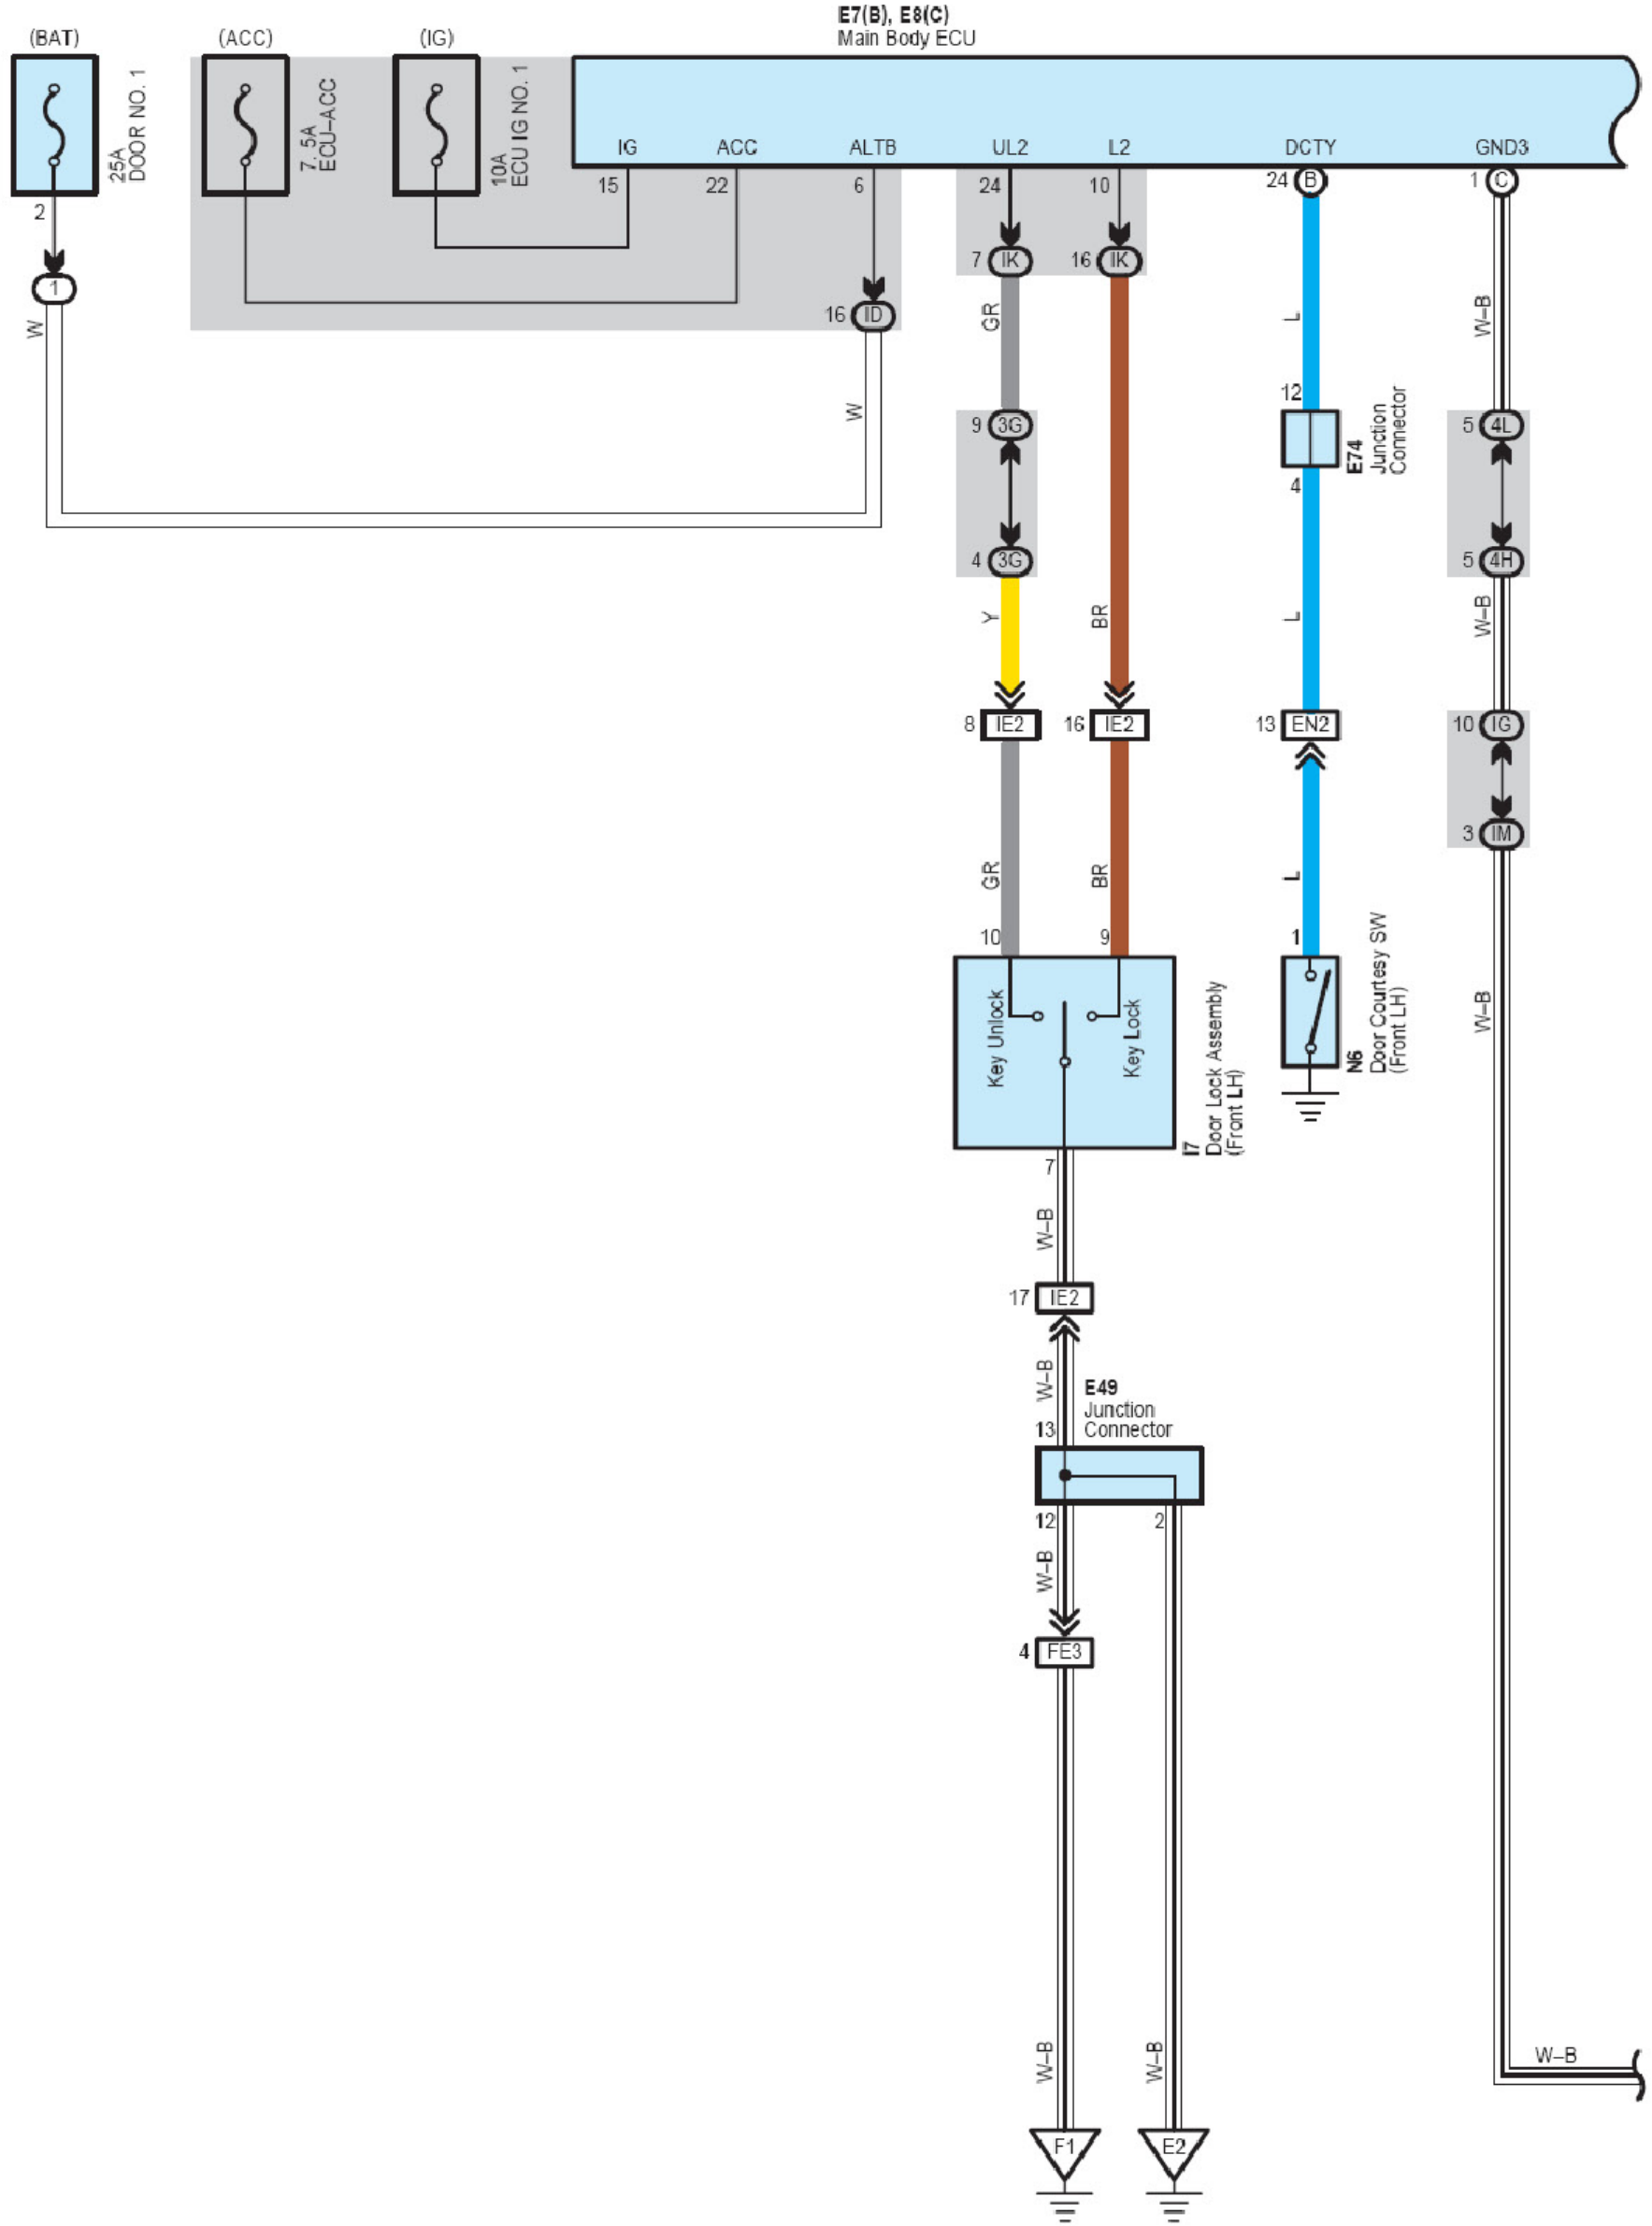 E7(B), E8(C)
Main Body ECU
(BAT)
(ACC)
(IG)
25A
DOOR NO. 1
7. 5A
ECU–ACC
10A
ECU IG NO. 1
IG
ACC
ALTB
UL2
L2
DCTY
GND3
15
22
6
24
10
24
B
1
C
2
1
7
IK
16
IK
16
ID
W
W
GR
L
W–B
12
9
3G
E74
Junction
Connector
5
4L
4
4
3G
5
4H
Y
BR
L
W–B
8
IE2
16
IE2
13
EN2
10
IG
3
IM
GR
BR
L
10
9
1
Key Unlock
Key Lock
I7
Door Lock Assembly
(Front LH)
N6
Door Courtesy SW
(Front LH)
W–B
7
W–B
17
IE2
W–B
E49
Junction
Connector
13
12
2
W–B
4
FE3
W–B
W–B
W–B
F1
E2